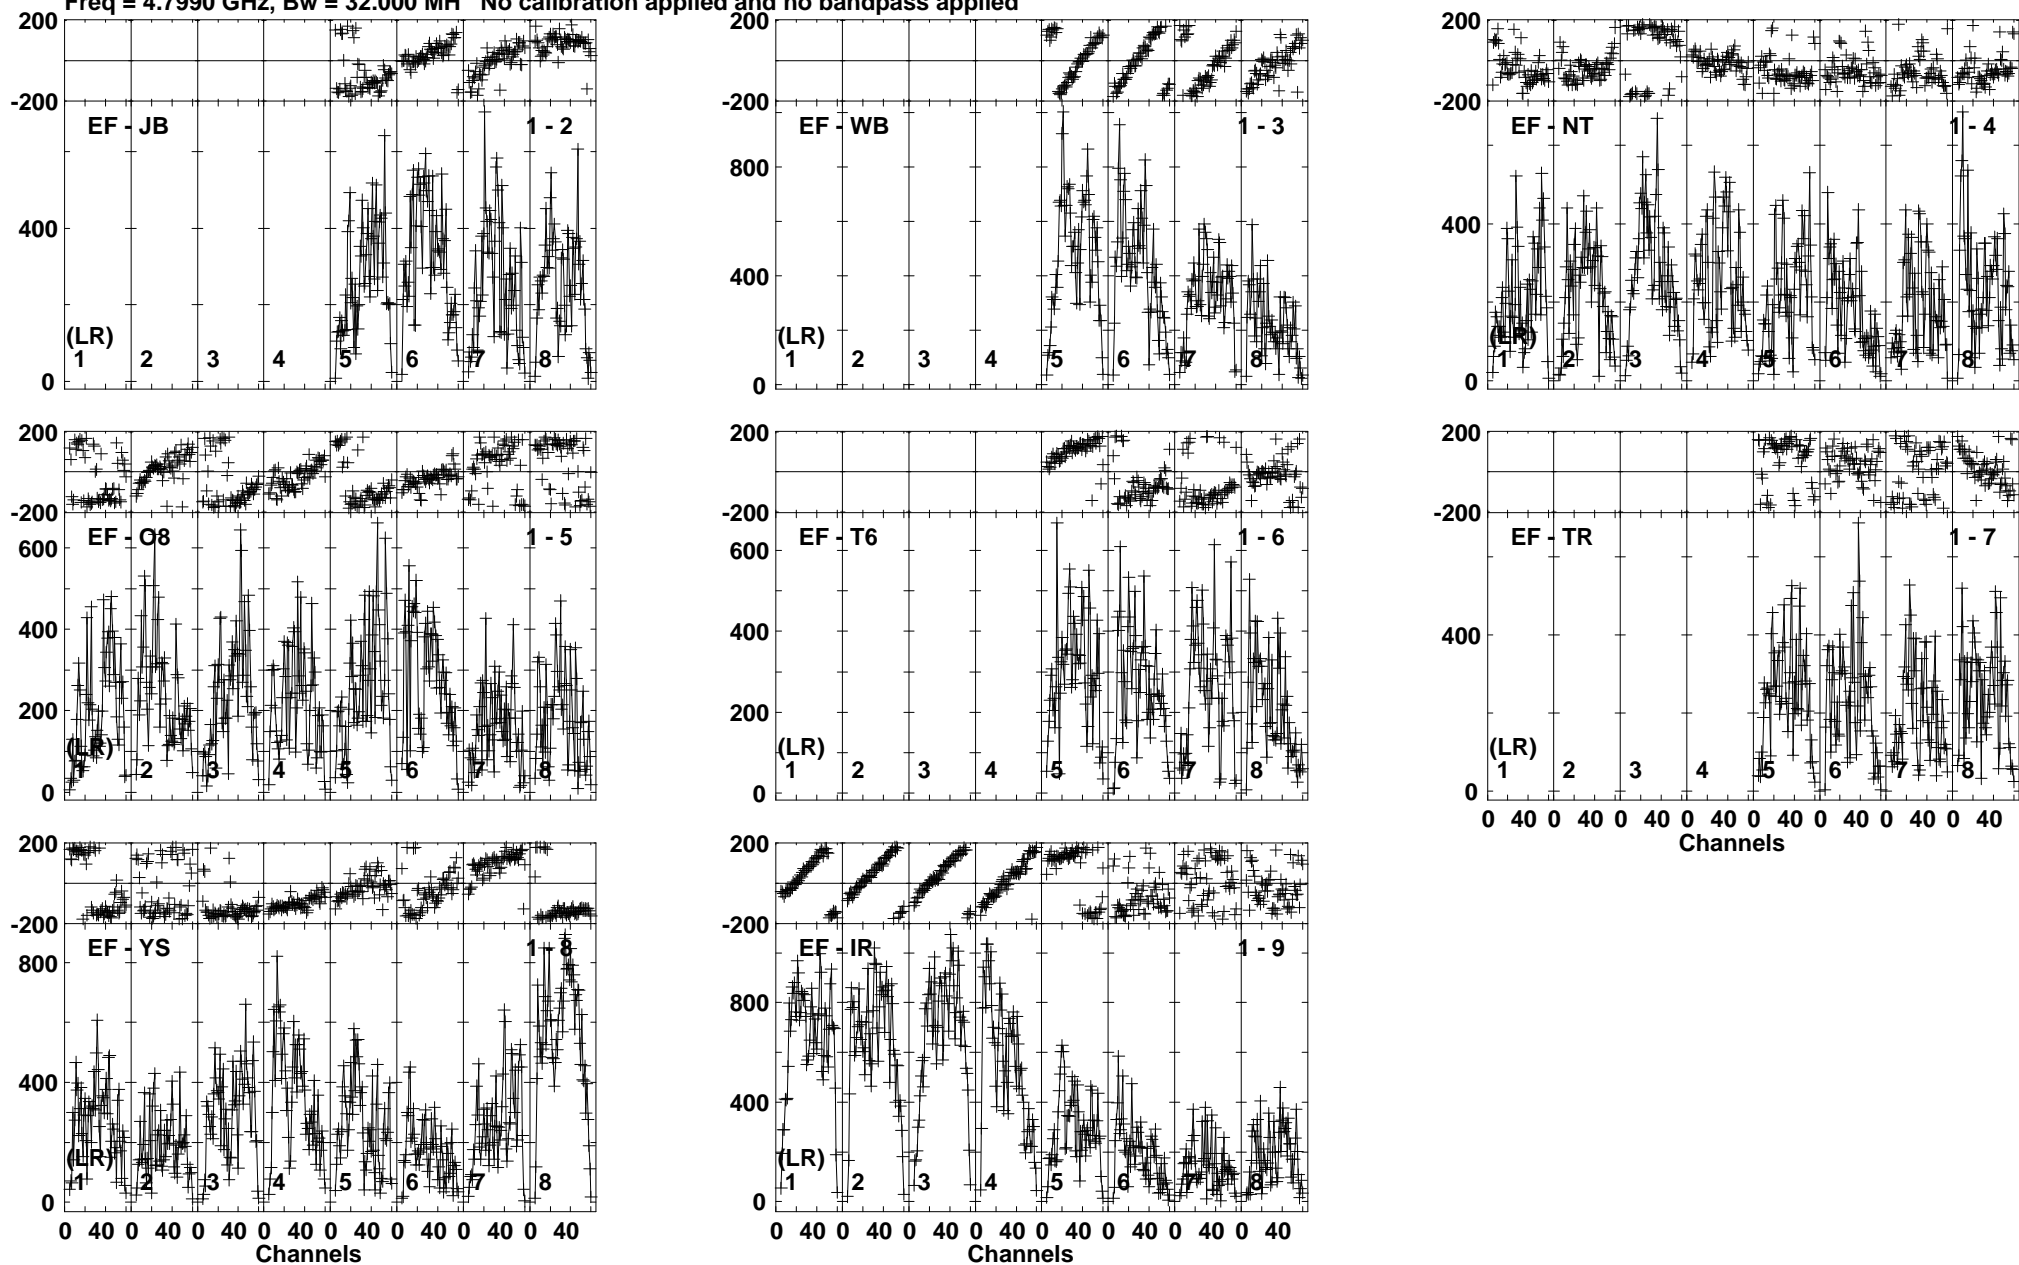 Freq = 4.7990 GHz, Bw = 32.000 MH No calibration applied and no bandpass applied
200 200 200
-200 -200 -200
EF - JB 1 - 2 EF - WB 1 - 3 EF - NT 1 - 4
800
400 400
400
(LR) (LR) (LR)
1 2 3 4 5 6 7 8 1 2 3 4 5 6 7 8 1 2 3 4 5 6 7 8
0 0 0
200 200 200
-200 -200 -200
EF - O8 1 - 5 EF - T6 1 - 6 EF - TR 1 - 7
600 600
400 400 400
200 200
(LR) (LR) (LR)
1 2 3 4 5 6 7 8 1 2 3 4 5 6 7 8 1 2 3 4 5 6 7 8
0 0 0
0 40 0 40 0 40 0 40 0 40 0 40 0 40 0 40
Channels
200 200
-200 -200
EF - YS 1 - 8 EF - IR 1 - 9
800 800
400 400
(LR) (LR)
1 2 3 4 5 6 7 8 1 2 3 4 5 6 7 8
0 0
0 40 0 40 0 40 0 40 0 40 0 40 0 40 0 40 0 40 0 40 0 40 0 40 0 40 0 40 0 40 0 40
Channels Channels